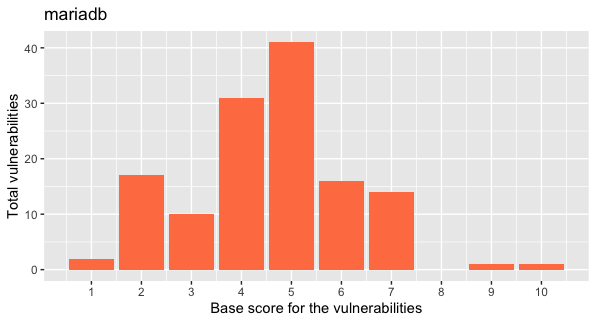 mariadb
Total vulnerabilities
40
30
20
10
0
1 2 3 4 5 6 7 8 9 10
Base score for the vulnerabilities